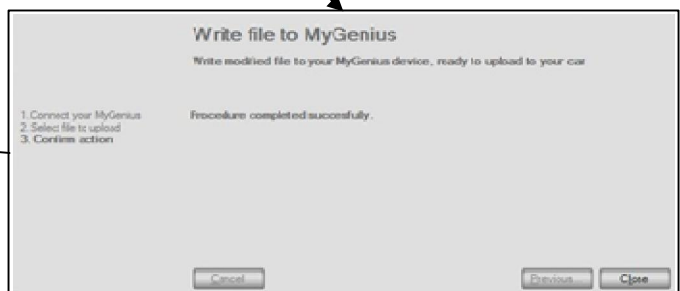 Write file to MyGenius
Write modified file to your MyGenius device, ready to upload to your car
1. Connect your MyGenius
2. Select file to upload
3. Confirm action
Procedure completed succesfully.
Cancel
Previous...
Close